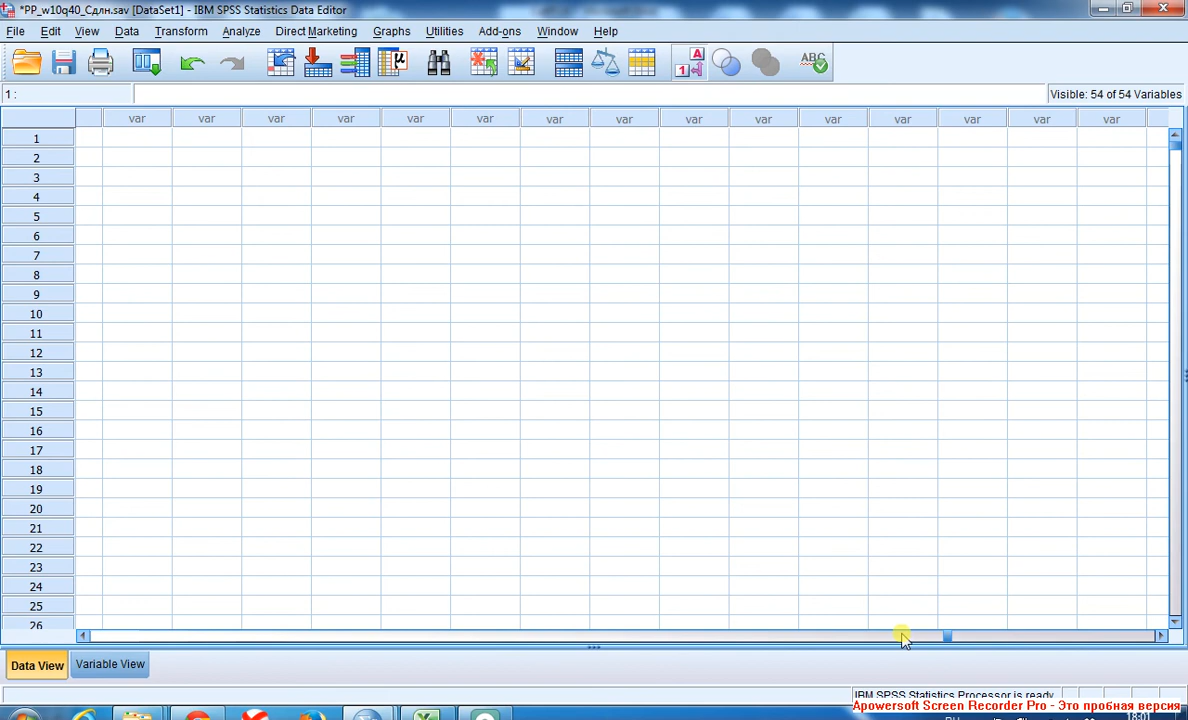 *PP_w10q40_Сдлн.sav [DataSet1] - IBM SPSS Statistics Data Editor
File Edit View Data Transform Analyze Direct Marketing Graphs Utilities Add-ons Window Help
A
1
μ
ABC
1 :
Visible: 54 of 54 Variables
var var var var var var var var var var var var var var var
1
2
3
4
5
6
7
8
9
10
11
12
13
14
15
16
17
18
19
20
21
22
23
24
25
26
Data View Variable View
IBM SPSS Statistics Processor is ready
Apowersoft Screen Recorder Pro - Это пробная версия
18:01